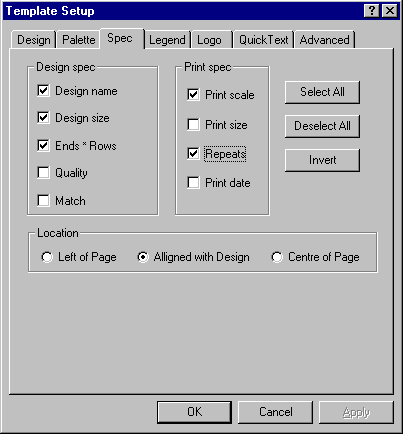 Template Setup
Design Palette Spec Legend Logo QuickText Advanced
Design spec
Design name
Design size
Ends * Rows
Quality
Match
Print spec
Print scale
Print size
Repeats
Print date
Select All
Deselect All
Invert
Location
Left of Page Alligned with Design Centre of Page
OK Cancel Apply